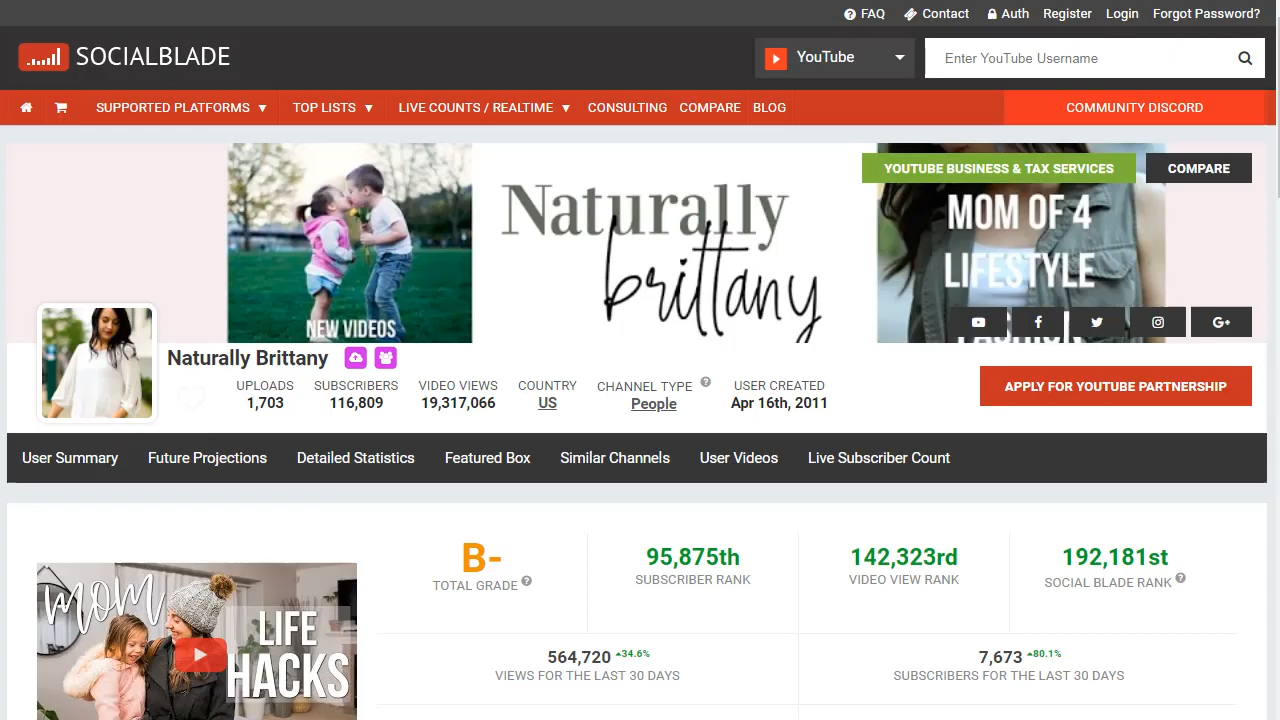 FAQ Contact Auth Register Login Forgot Password?
SOCIALBLADE
YouTube
Enter YouTube Username
SUPPORTED PLATFORMS ▼ TOP LISTS ▼ LIVE COUNTS / REALTIME ▼ CONSULTING COMPARE BLOG
COMMUNITY DISCORD
YOUTUBE BUSINESS & TAX SERVICES
COMPARE
Naturally
brittany
NEW VIDEOS
MOM OF 4
LIFESTYLE
FASHION
Naturally Brittany
UPLOADS
1,703
SUBSCRIBERS
116,809
VIDEO VIEWS
19,317,066
COUNTRY
US
CHANNEL TYPE
People
USER CREATED
Apr 16th, 2011
APPLY FOR YOUTUBE PARTNERSHIP
User Summary Future Projections Detailed Statistics Featured Box Similar Channels User Videos Live Subscriber Count
mom
LIFE
HACKS
B-
TOTAL GRADE
95,875th
SUBSCRIBER RANK
142,323rd
VIDEO VIEW RANK
192,181st
SOCIAL BLADE RANK
564,720 34.6%
VIEWS FOR THE LAST 30 DAYS
7,673 80.1%
SUBSCRIBERS FOR THE LAST 30 DAYS